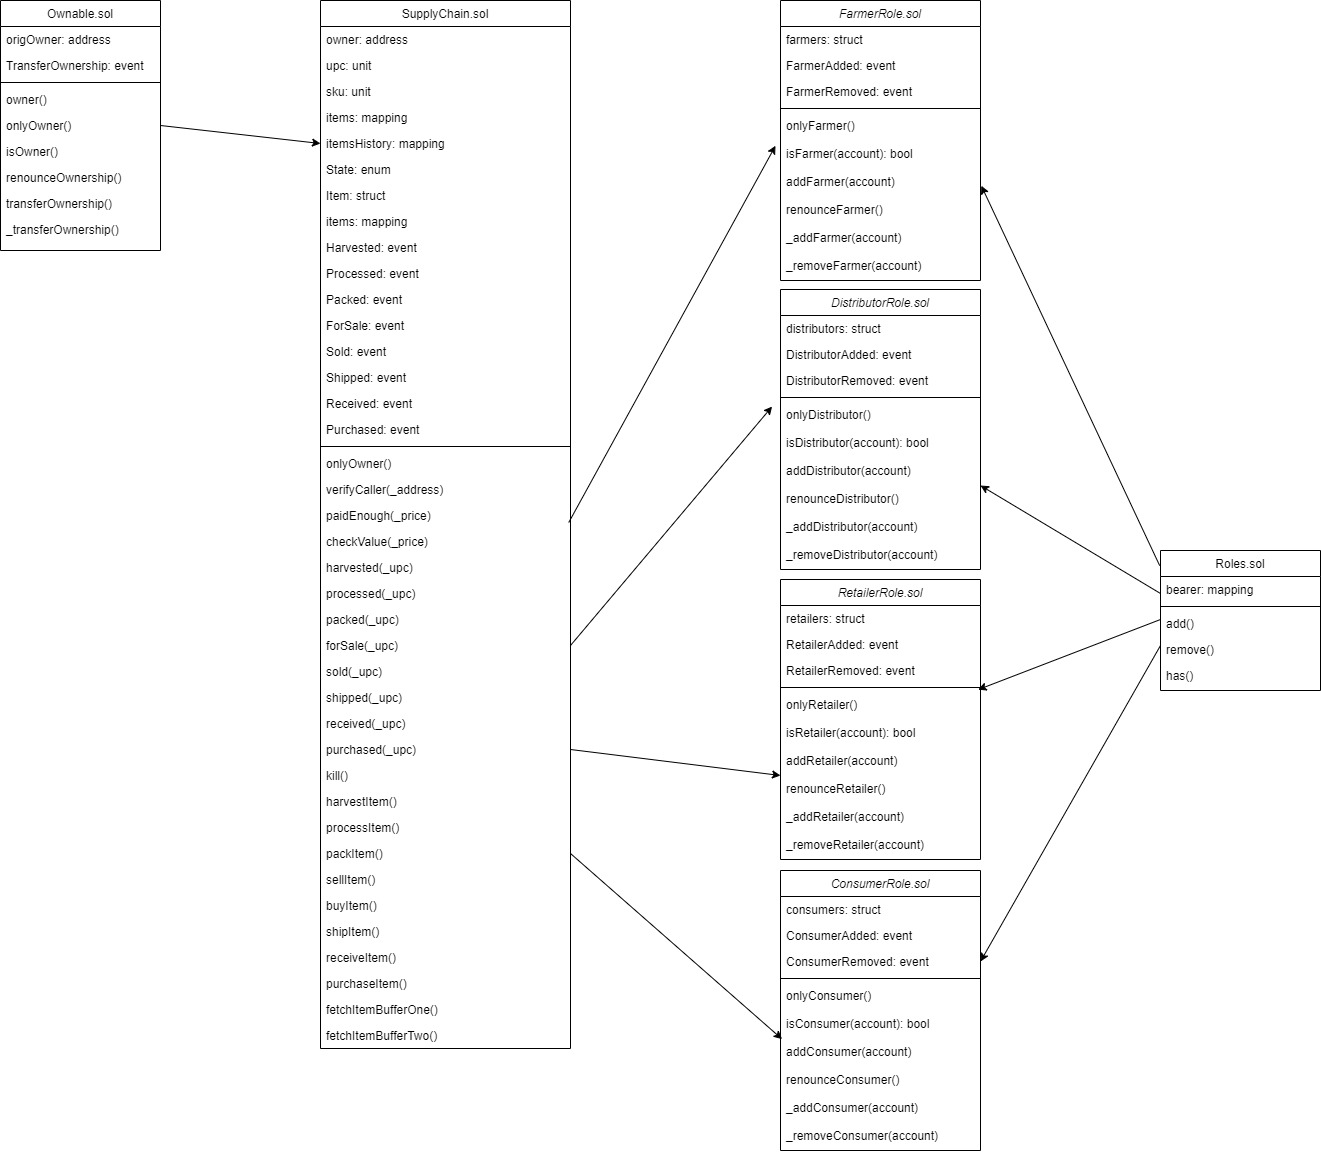 Ownable.sol
origOwner: address
TransferOwnership: event
owner()
onlyOwner()
isOwner()
renounceOwnership()
transferOwnership()
_transferOwnership()
SupplyChain.sol
owner: address
upc: unit
sku: unit
items: mapping
itemsHistory: mapping
State: enum
Item: struct
items: mapping
Harvested: event
Processed: event
Packed: event
ForSale: event
Sold: event
Shipped: event
Received: event
Purchased: event
onlyOwner()
verifyCaller(_address)
paidEnough(_price)
checkValue(_price)
harvested(_upc)
processed(_upc)
packed(_upc)
forSale(_upc)
sold(_upc)
shipped(_upc)
received(_upc)
purchased(_upc)
kill()
harvestItem()
processItem()
packItem()
sellItem()
buyItem()
shipItem()
receiveItem()
purchaseItem()
fetchItemBufferOne()
fetchItemBufferTwo()
FarmerRole.sol
farmers: struct
FarmerAdded: event
FarmerRemoved: event
onlyFarmer()
isFarmer(account): bool
addFarmer(account)
renounceFarmer()
_addFarmer(account)
_removeFarmer(account)
DistributorRole.sol
distributors: struct
DistributorAdded: event
DistributorRemoved: event
onlyDistributor()
isDistributor(account): bool
addDistributor(account)
renounceDistributor()
_addDistributor(account)
_removeDistributor(account)
RetailerRole.sol
retailers: struct
RetailerAdded: event
RetailerRemoved: event
onlyRetailer()
isRetailer(account): bool
addRetailer(account)
renounceRetailer()
_addRetailer(account)
_removeRetailer(account)
ConsumerRole.sol
consumers: struct
ConsumerAdded: event
ConsumerRemoved: event
onlyConsumer()
isConsumer(account): bool
addConsumer(account)
renounceConsumer()
_addConsumer(account)
_removeConsumer(account)
Roles.sol
bearer: mapping
add()
remove()
has()